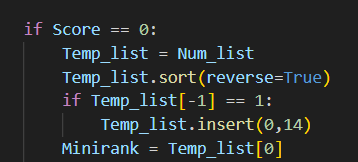 if Score == 0:
Temp_list = Num_list
Temp_list.sort(reverse=True)
if Temp_list[-1] == 1:
Temp_list.insert(0,14)
Minirank = Temp_list[0]